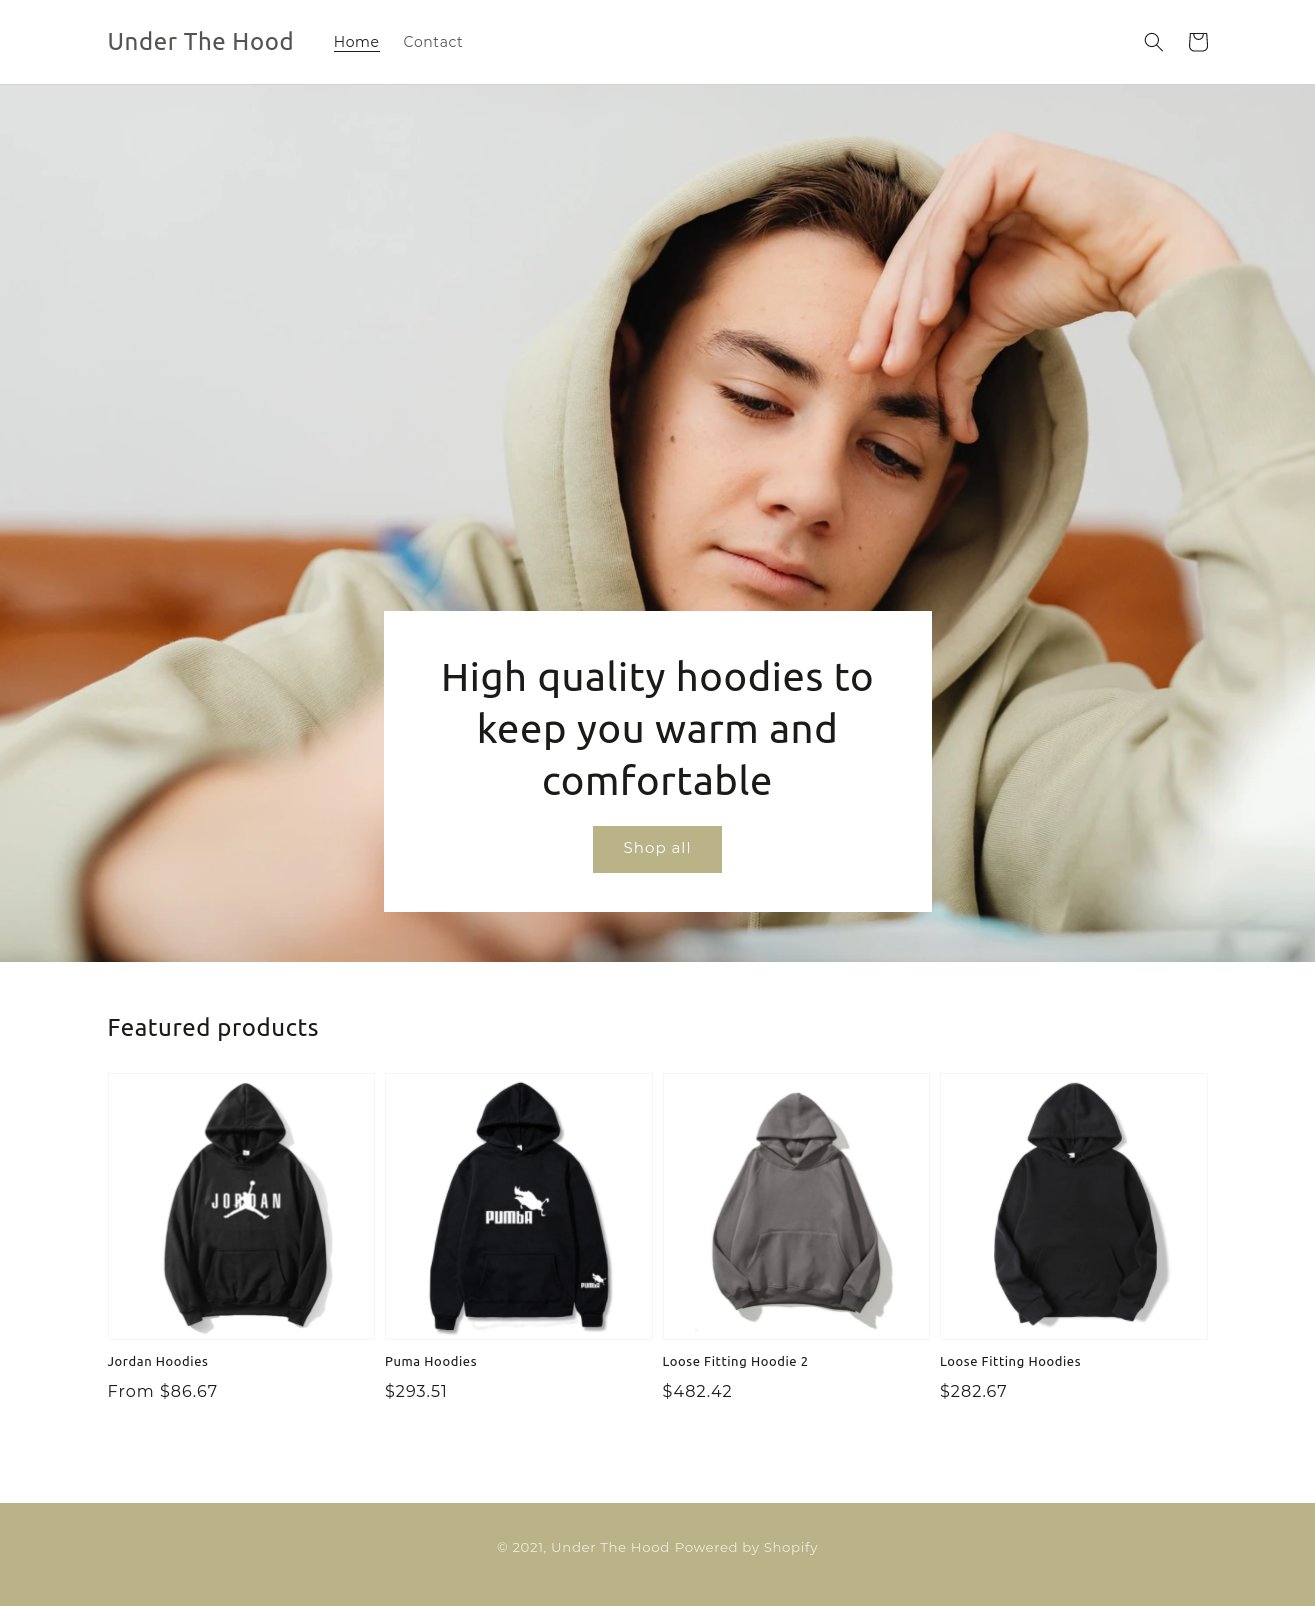 Under The Hood
Home
Contact
High quality hoodies to
keep you warm and
comfortable
Shop all
Featured products
JORDAN
PUMbA
PUMbA
Jordan Hoodies
From $86.67
Puma Hoodies
$293.51
Loose Fitting Hoodie 2
$482.42
Loose Fitting Hoodies
$282.67
© 2021, Under The Hood Powered by Shopify